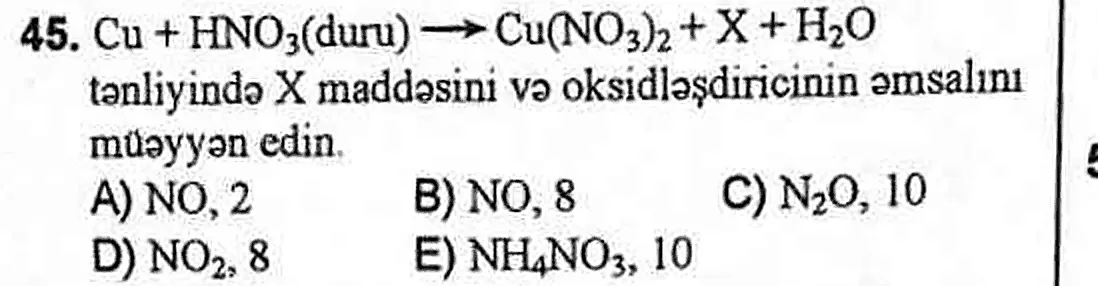 45. Cu + HNO₃(duru) → Cu(NO₃)₂ + X + H₂O
tənliyində X maddəsini və oksidləşdiricinin əmsalını
müəyyən edin.
A) NO, 2 B) NO, 8 C) N₂O, 10
D) NO₂, 8 E) NH₄NO₃, 10